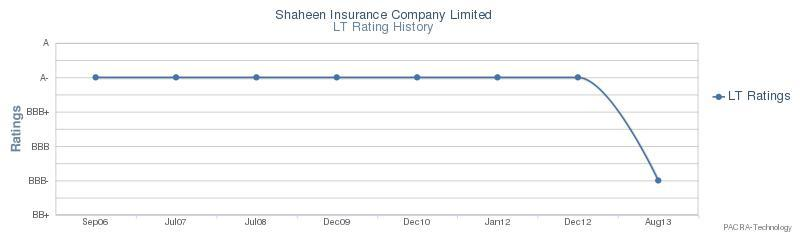 Shaheen Insurance Company Limited
LT Rating History
A
A-
BBB+
BBB
BBB-
BB+
Ratings
Sep06 Jul07 Jul08 Dec09 Dec10 Jan12 Dec12 Aug13
LT Ratings
PACRA-Technology